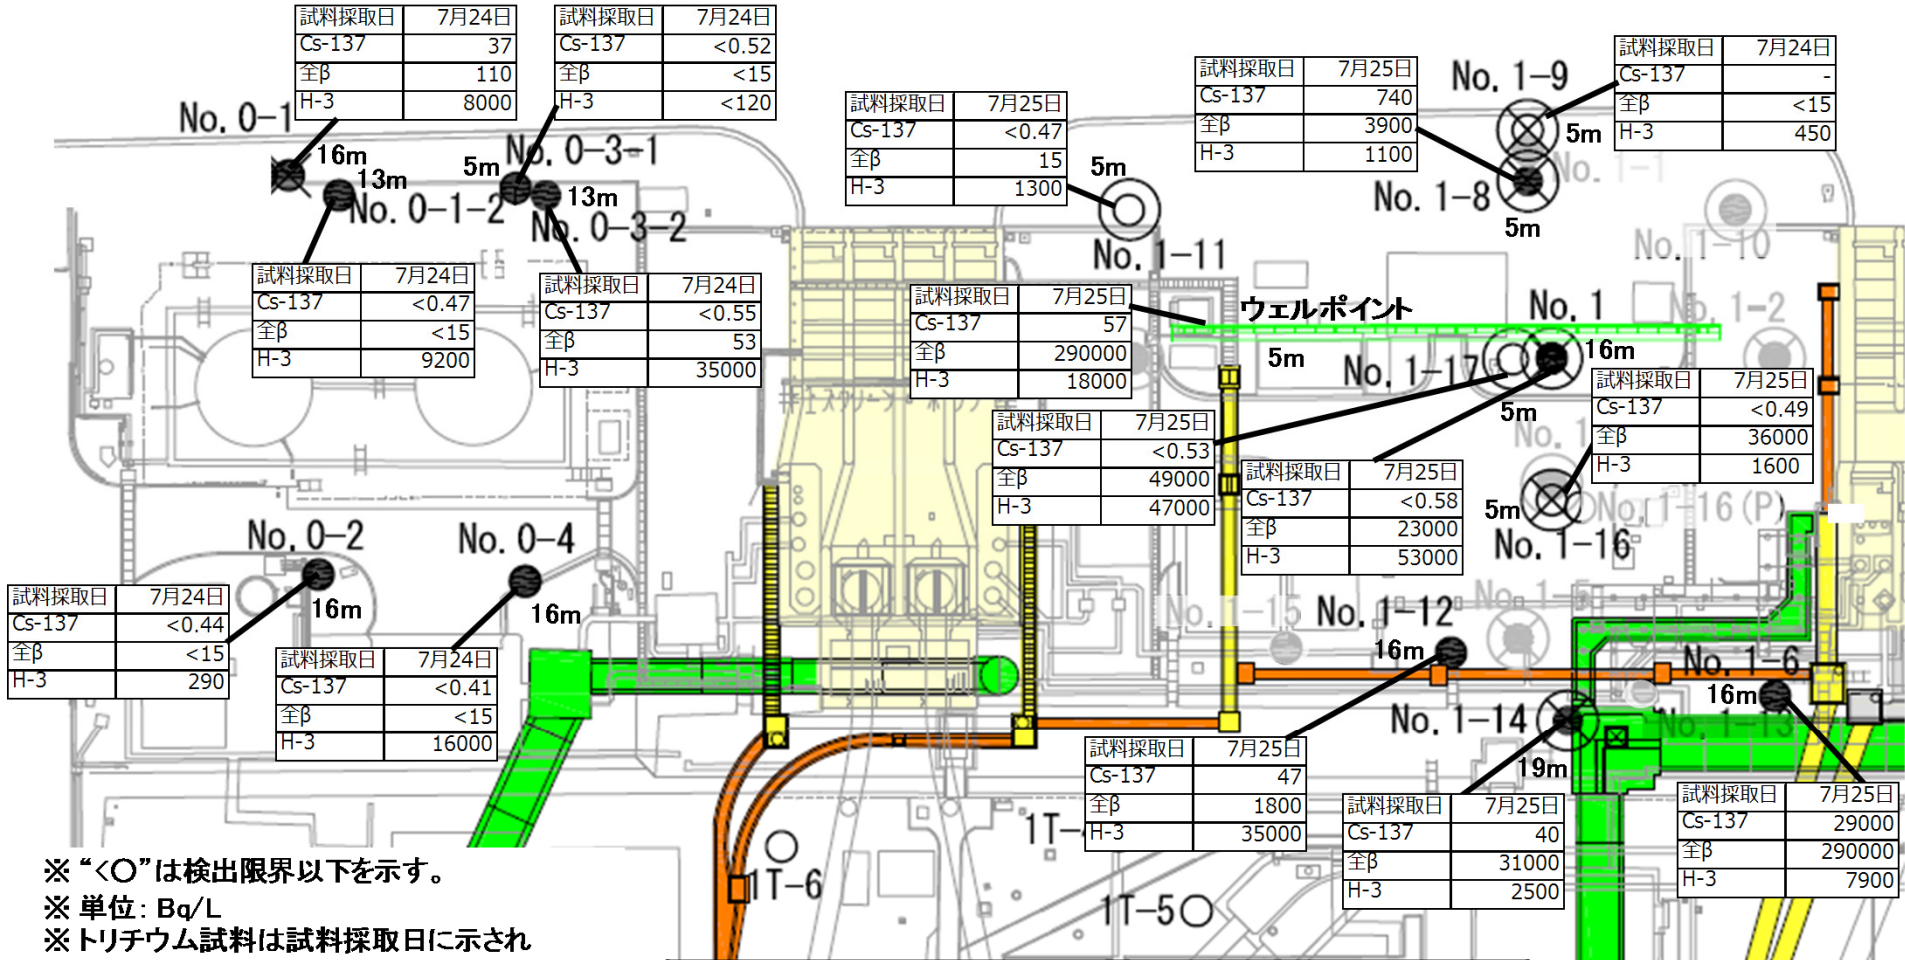 試料採取日 7月24日
Cs-137 37
全β 110
H-3 8000
試料採取日 7月24日
Cs-137 <0.52
全β <15
H-3 <120
試料採取日 7月25日
Cs-137 <0.47
全β 15
H-3 1300
試料採取日 7月25日
Cs-137 740
全β 3900
H-3 1100
No. 1-9
試料採取日 7月24日
Cs-137 -
全β <15
H-3 450
No. 0-1
16m
13m
No. 0-1-2
5m
No. 0-3-1
13m
No. 0-3-2
5m
No. 1-11
5m
No. 1-8
5m
No. 1-1
No. 1-10
試料採取日 7月24日
Cs-137 <0.47
全β <15
H-3 9200
試料採取日 7月24日
Cs-137 <0.55
全β 53
H-3 35000
試料採取日 7月25日
Cs-137 57
全β 290000
H-3 18000
ウェルポイント
5m
No. 1
16m
No. 1-2
No. 1-17
5m
試料採取日 7月25日
Cs-137 <0.49
全β 36000
H-3 1600
試料採取日 7月25日
Cs-137 <0.53
全β 49000
H-3 47000
試料採取日 7月25日
Cs-137 <0.58
全β 23000
H-3 53000
5m
No. 1-16
No. 1-16(P)
No. 0-2
16m
No. 0-4
16m
試料採取日 7月24日
Cs-137 <0.44
全β <15
H-3 290
試料採取日 7月24日
Cs-137 <0.41
全β <15
H-3 16000
No. 1-15
No. 1-12
16m
No. 1-5
No. 1-6
16m
No. 1-14
19m
No. 1-13
試料採取日 7月25日
Cs-137 47
全β 1800
H-3 35000
試料採取日 7月25日
Cs-137 40
全β 31000
H-3 2500
試料採取日 7月25日
Cs-137 29000
全β 290000
H-3 7900
1T-6
1T-5
※ “<○”は検出限界以下を示す。
※ 単位: Bq/L
※ トリチウム試料は試料採取日に示され